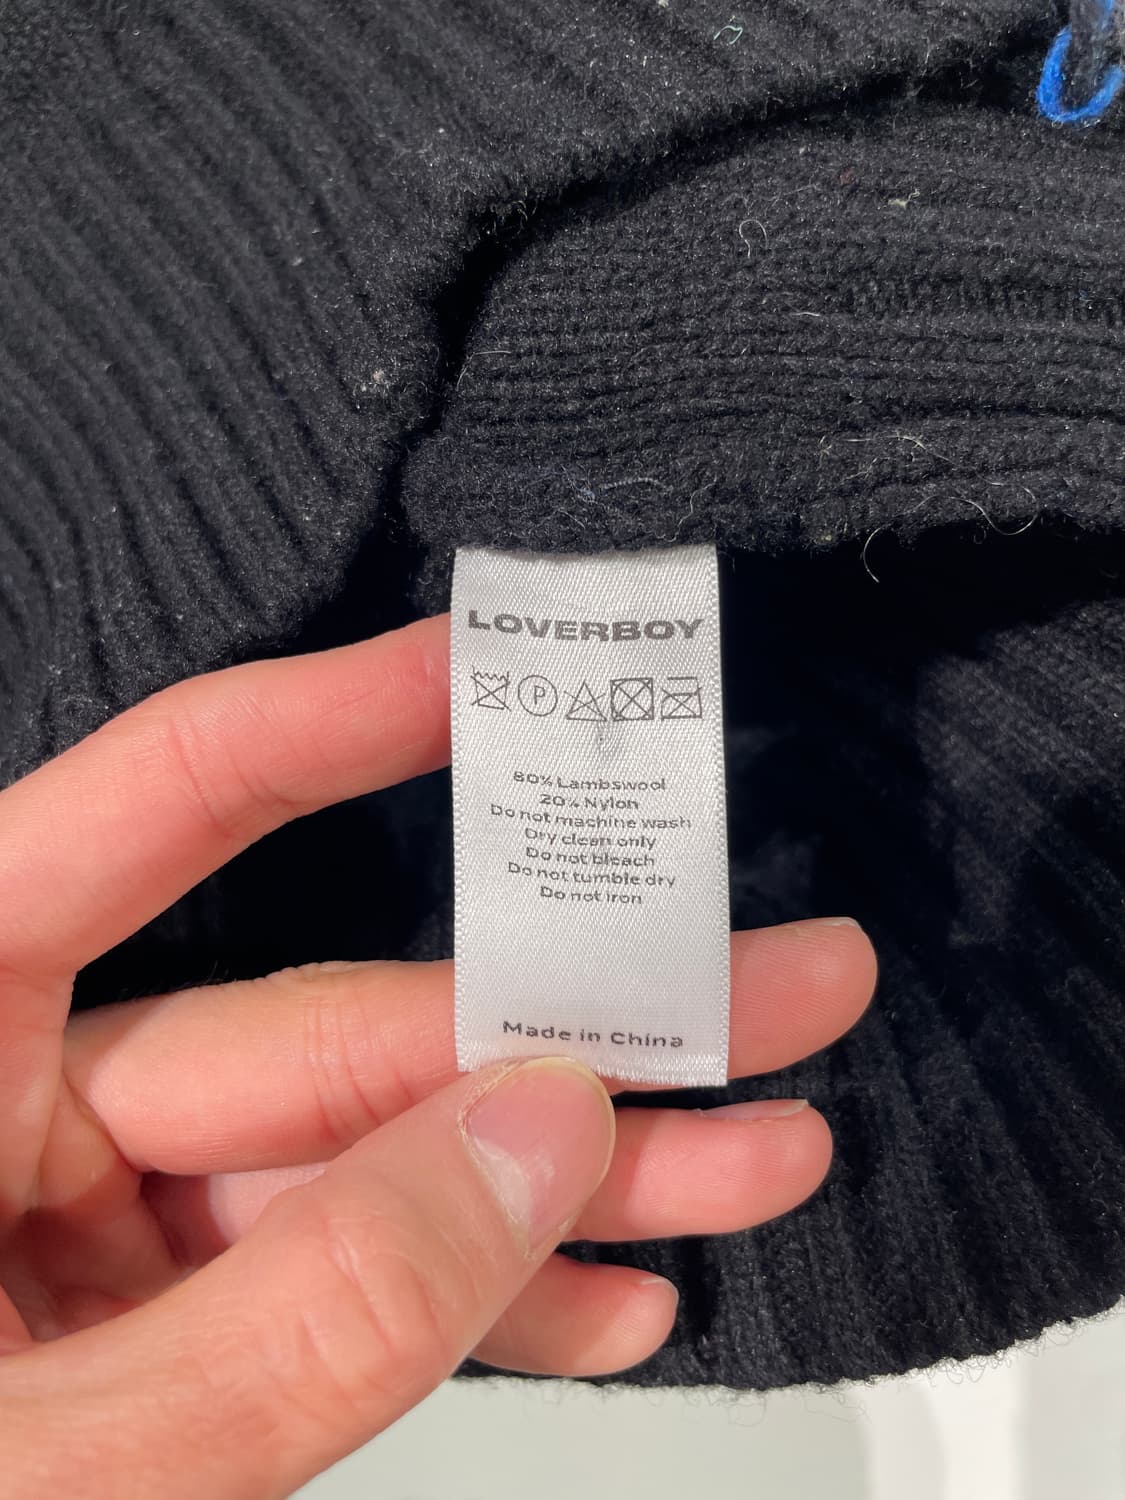 LOVERBOY
P
80% Lambswool
20% Nylon
Do not machine wash
Dry clean only
Do not bleach
Do not tumble dry
Do not iron
Made in China